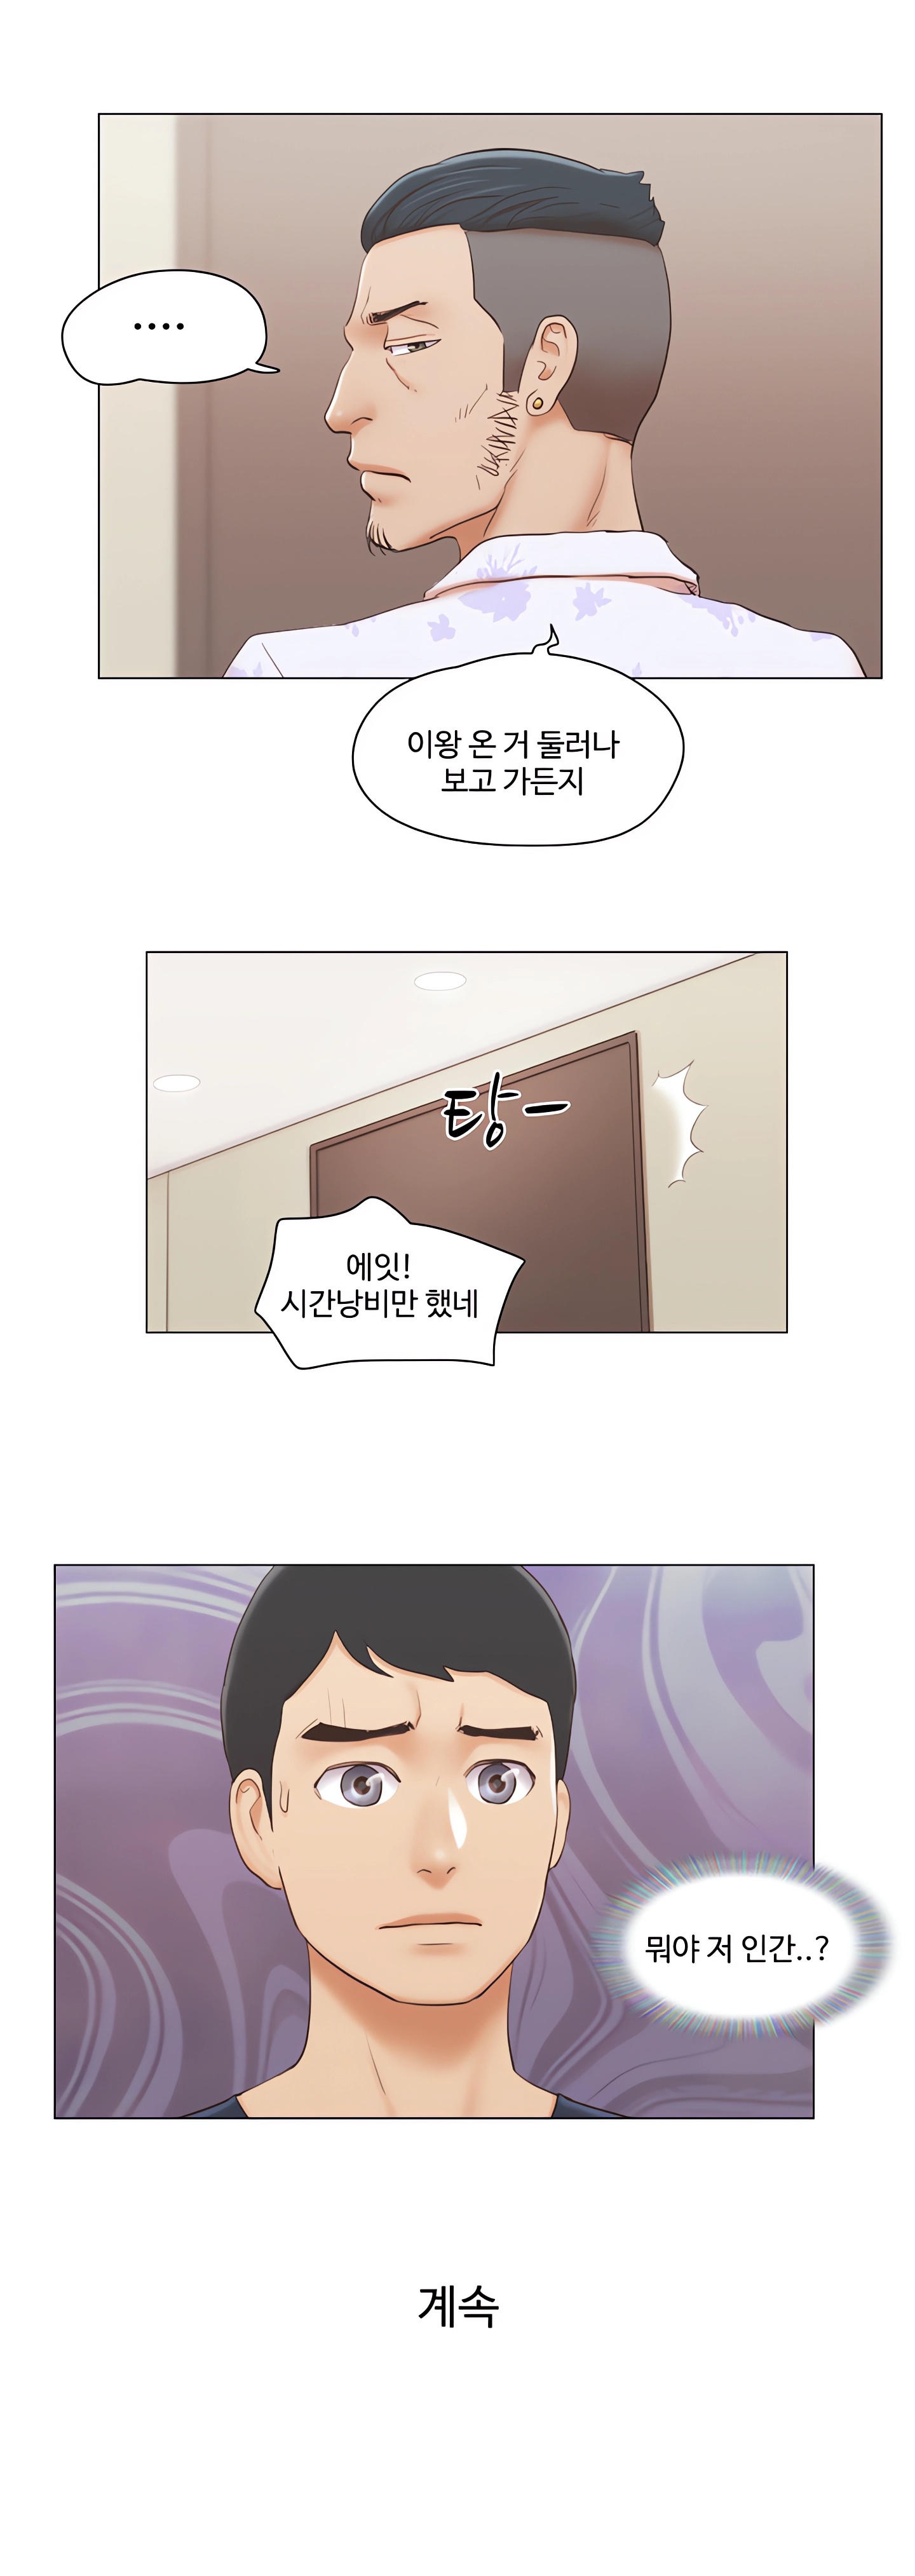 ....
이왕 온 거 둘러나
보고 가든지
탕-
에잇!
시간낭비만 했네
뭐야 저 인간..?
계속